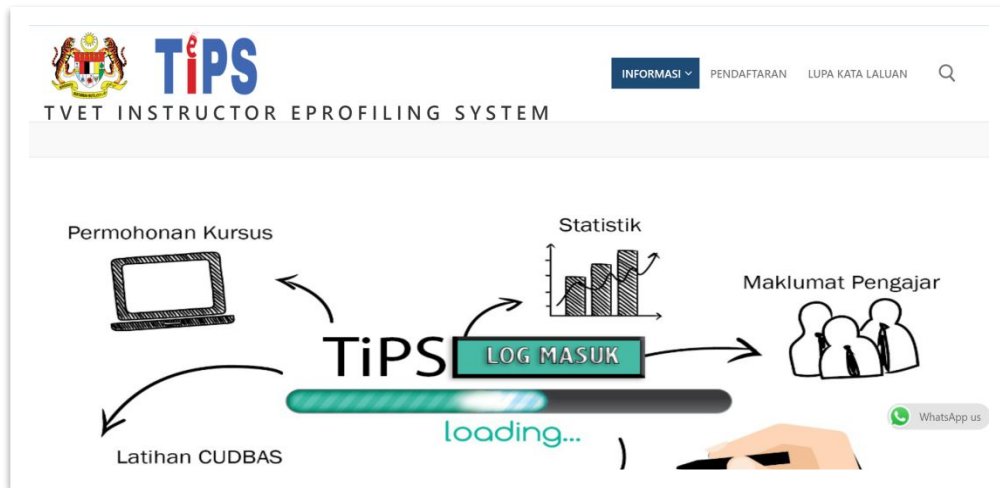 TiPS
TVET INSTRUCTOR EPROFILING SYSTEM
INFORMASI PENDAFTARAN LUPA KATA LALUAN
Permohonan Kursus
Statistik
Maklumat Pengajar
TiPS LOG MASUK
loading...
WhatsApp us
Latihan CUDBAS